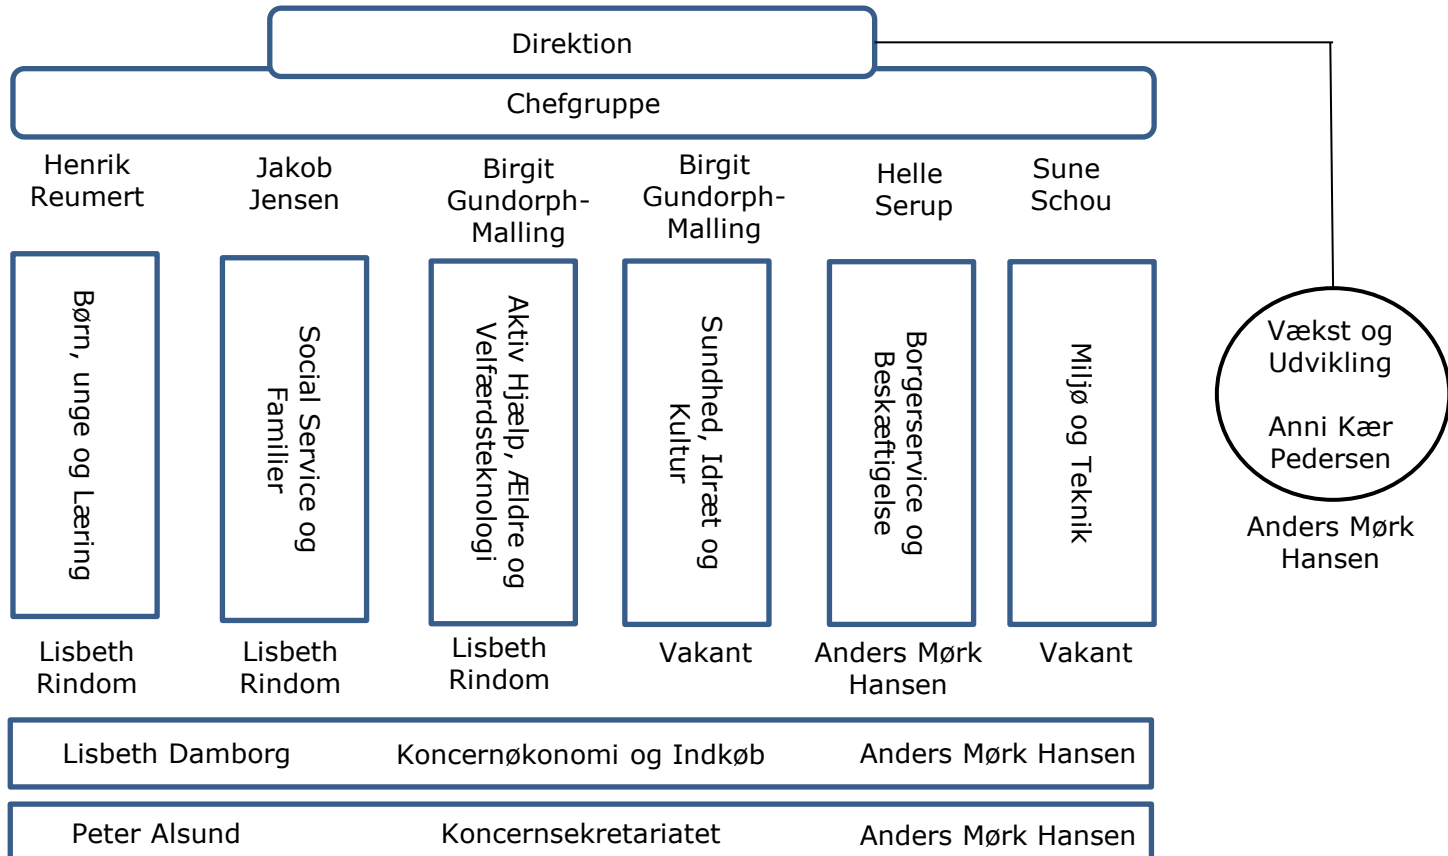 Direktion
Chefgruppe
Henrik
Reumert
Jakob
Jensen
Birgit
Gundorph-
Malling
Birgit
Gundorph-
Malling
Helle
Serup
Sune
Schou
Børn, unge og Læring
Social Service og
Familier
Aktiv Hjælp, Ældre og
Velfærdsteknologi
Sundhed, Idræt og
Kultur
Borgerservice og
Beskæftigelse
Miljø og Teknik
Vækst og
Udvikling
Anni Kær
Pedersen
Anders Mørk
Hansen
Lisbeth
Rindom
Lisbeth
Rindom
Lisbeth
Rindom
Vakant
Anders Mørk
Hansen
Vakant
Lisbeth Damborg Koncernøkonomi og Indkøb Anders Mørk Hansen
Peter Alsund Koncernsekretariatet Anders Mørk Hansen